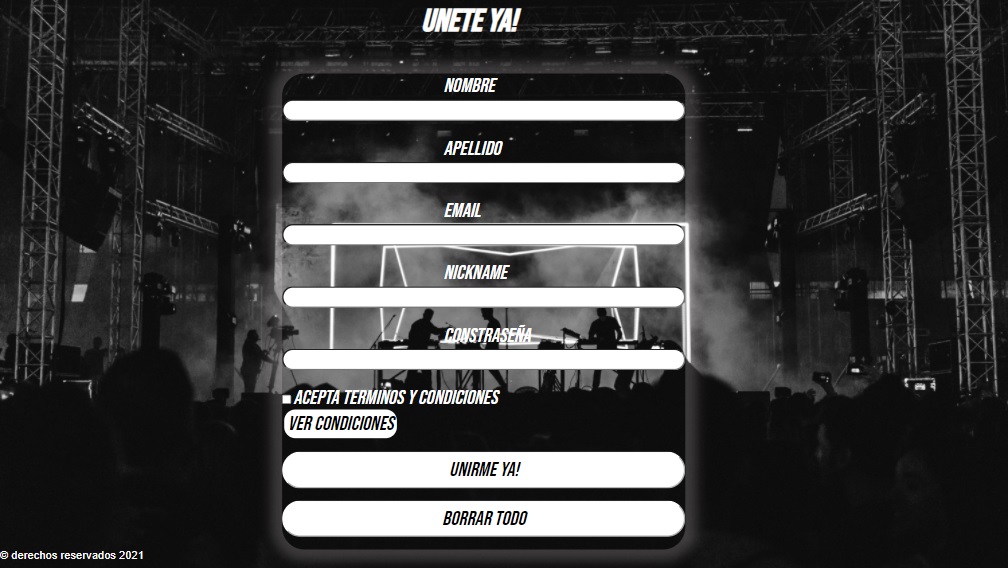 UNETE YA!
NOMBRE
APELLIDO
EMAIL
NICKNAME
CONSTRASEÑA
ACEPTA TERMINOS Y CONDICIONES
VER CONDICIONES
UNIRME YA!
BORRAR TODO
© derechos reservados 2021